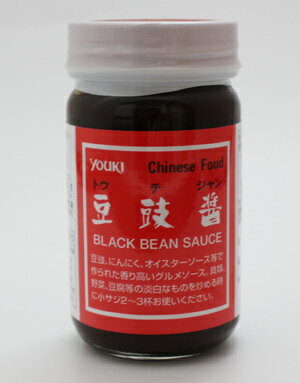 YOUKI Chinese Food
トウ チ ジャン
豆豉醤
BLACK BEAN SAUCE
豆豉、にんにく、オイスターソース等で
作られた香り高いグルメソース。貝類、
野菜、豆腐等の淡白なものを炒める時
に小サジ2〜3杯お使いください。